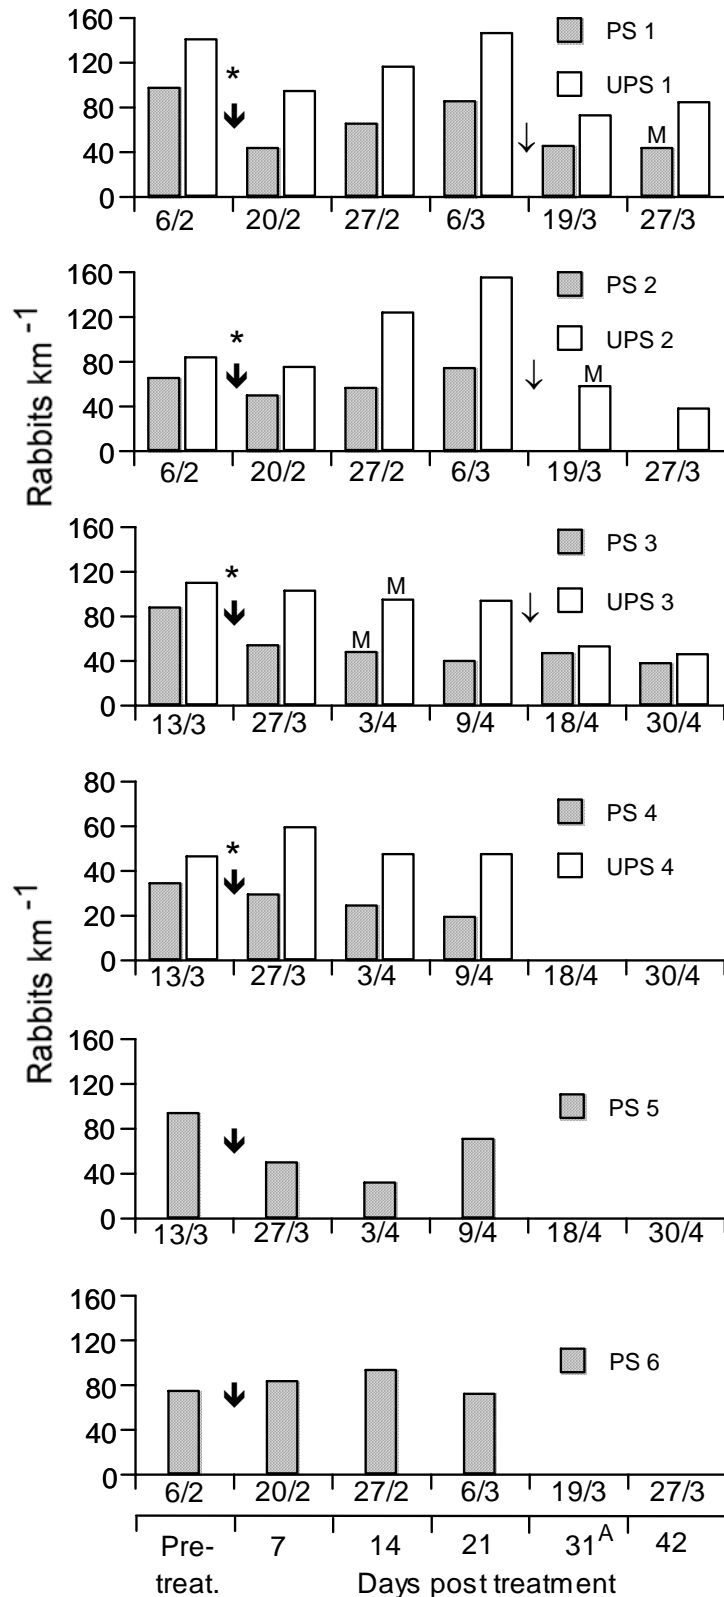 160
120
80
40
0
*
M
PS 1
UPS 1
6/2 20/2 27/2 6/3 19/3 27/3
160
120
80
40
0
*
M
PS 2
UPS 2
6/2 20/2 27/2 6/3 19/3 27/3
Rabbits km⁻¹
160
120
80
40
0
*
M
M
PS 3
UPS 3
13/3 27/3 3/4 9/4 18/4 30/4
80
60
40
20
0
*
PS 4
UPS 4
13/3 27/3 3/4 9/4 18/4 30/4
Rabbits km⁻¹
160
120
80
40
0
PS 5
13/3 27/3 3/4 9/4 18/4 30/4
160
120
80
40
0
PS 6
6/2 20/2 27/2 6/3 19/3 27/3
Pre- 7 14 21 31ᴬ 42
treat. Days post treatment